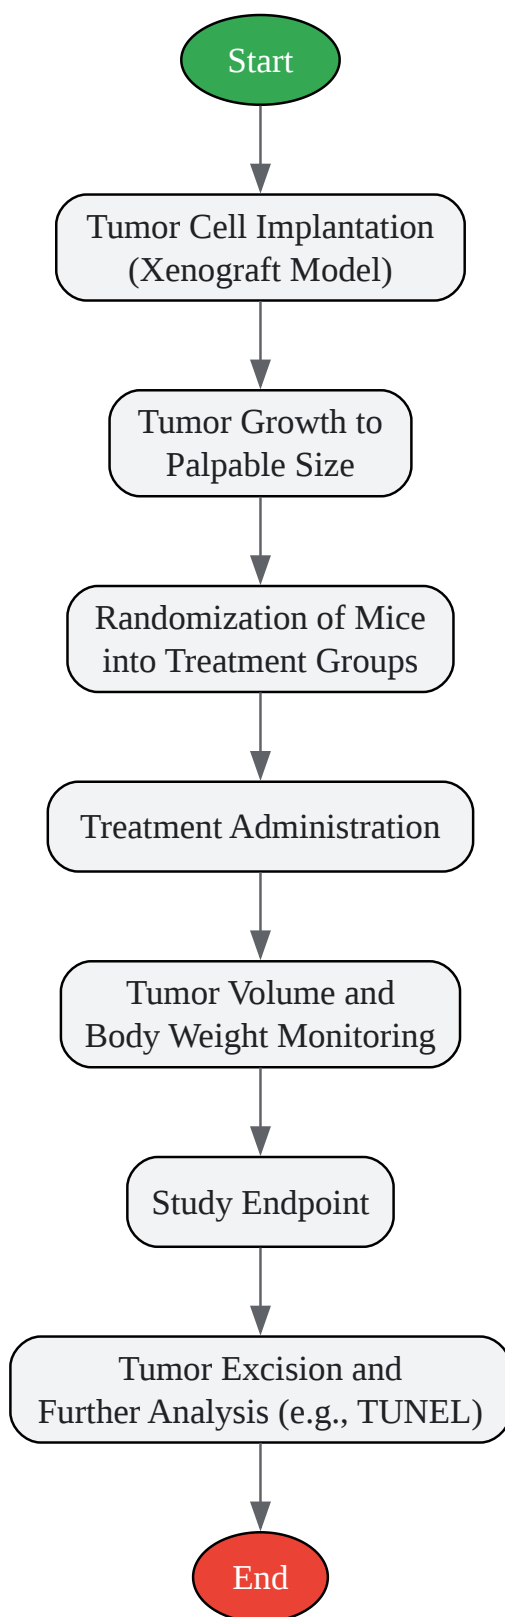 Start
Tumor Cell Implantation
(Xenograft Model)
Tumor Growth to
Palpable Size
Randomization of Mice
into Treatment Groups
Treatment Administration
Tumor Volume and
Body Weight Monitoring
Study Endpoint
Tumor Excision and
Further Analysis (e.g., TUNEL)
End